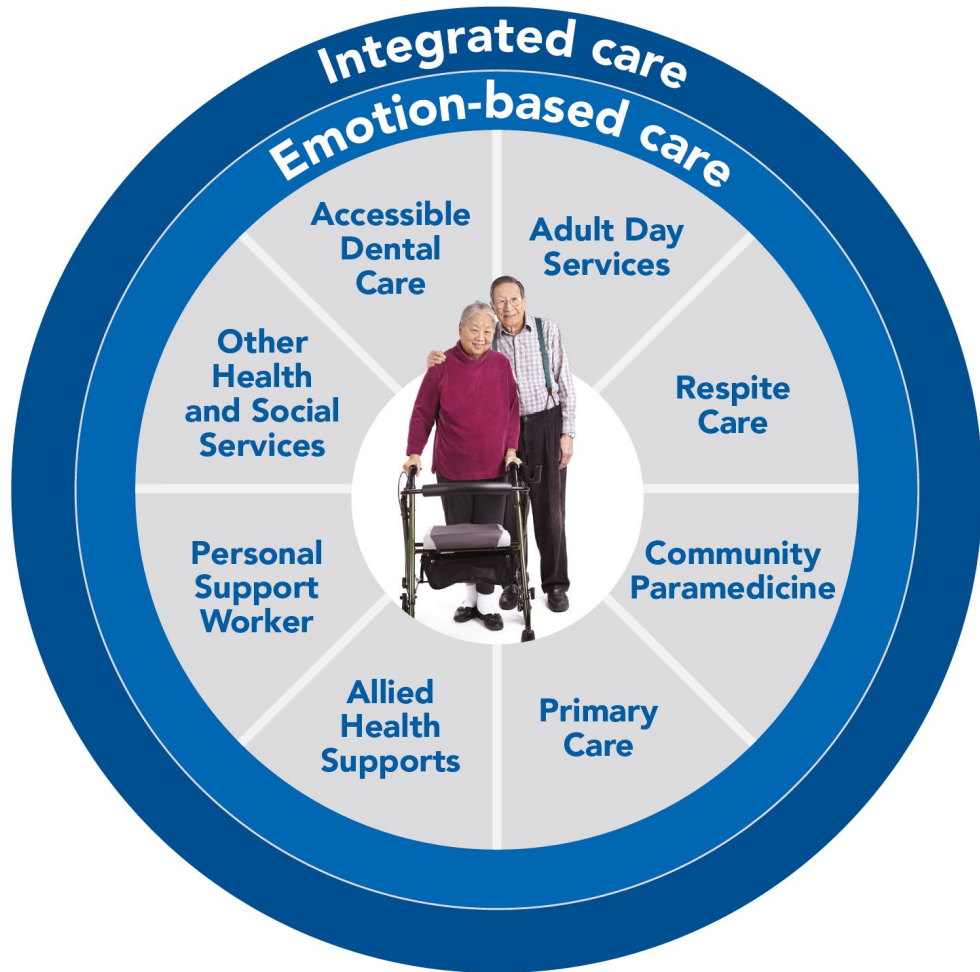 Integrated care
Emotion-based care
Accessible
Dental
Care
Adult Day
Services
Respite
Care
Community
Paramedicine
Primary
Care
Allied
Health
Supports
Personal
Support
Worker
Other
Health
and Social
Services